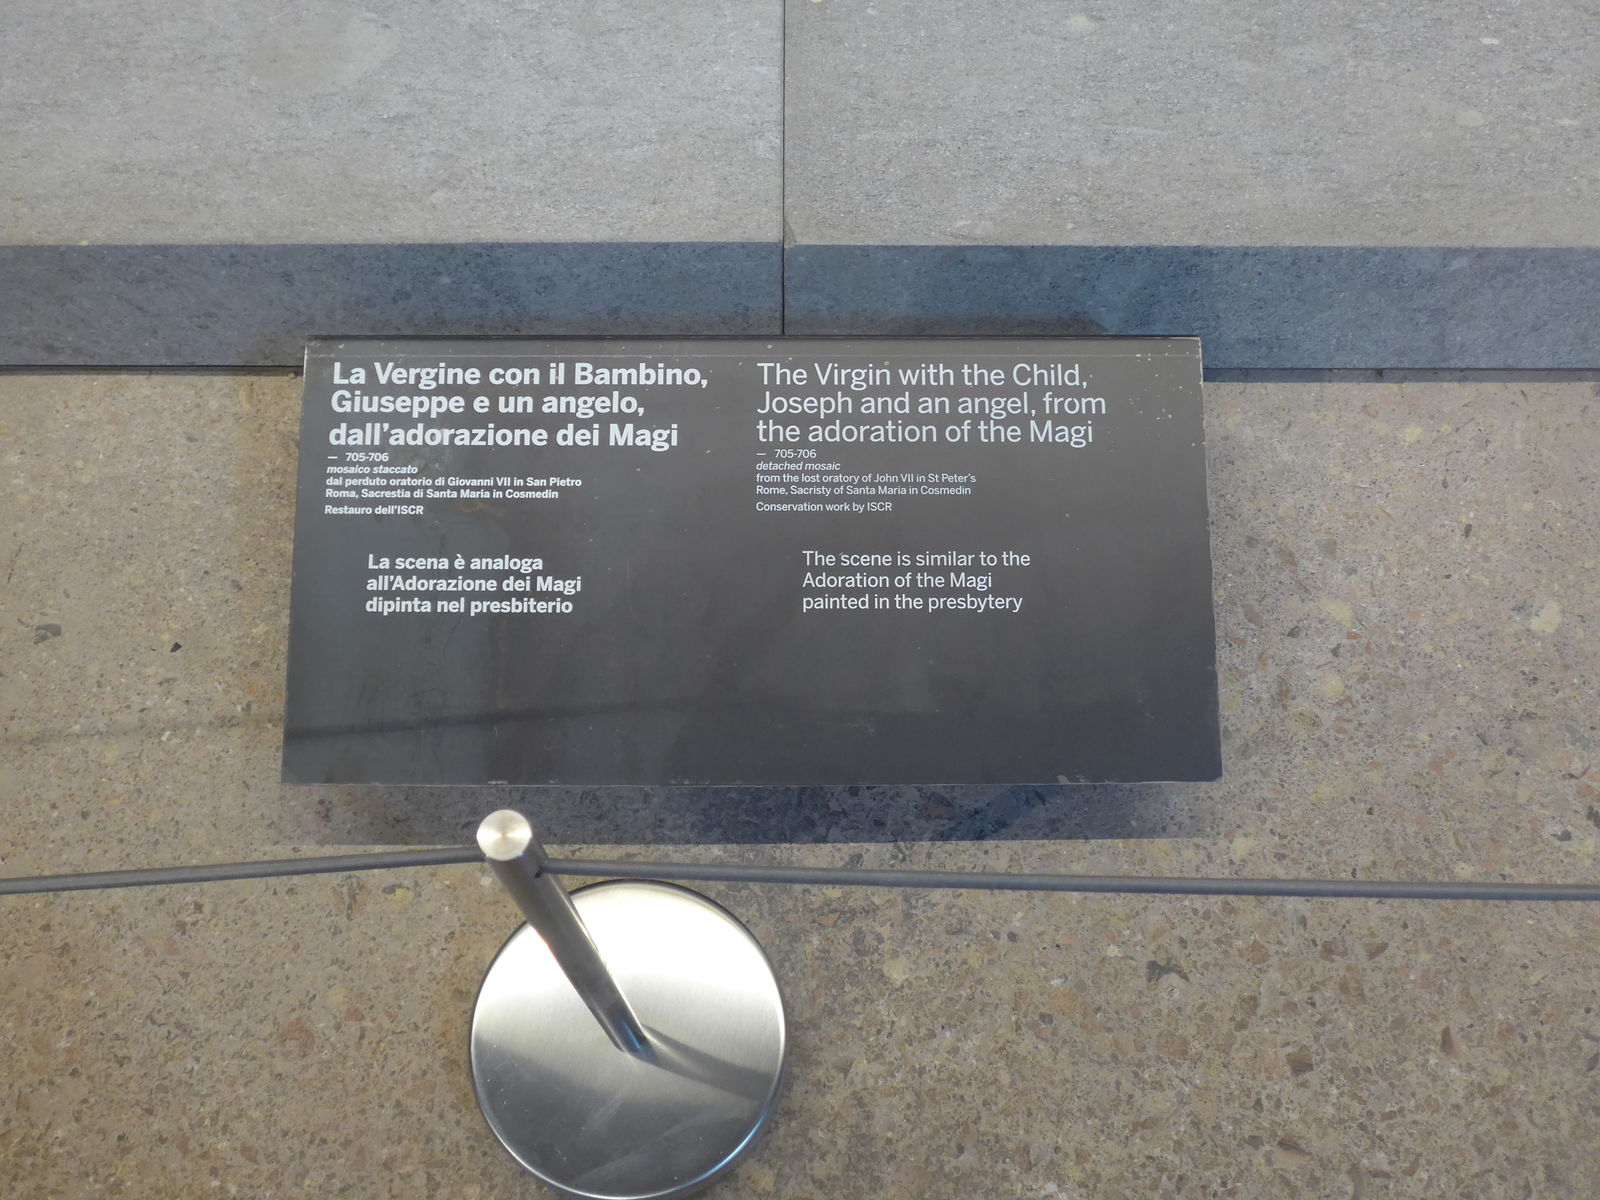 La Vergine con il Bambino,
Giuseppe e un angelo,
dall'adorazione dei Magi
— 705-706
mosaico staccato
dal perduto oratorio di Giovanni VII in San Pietro
Roma, Sacrestia di Santa Maria in Cosmedin
Restauro dell'ISCR
La scena è analoga
all'Adorazione dei Magi
dipinta nel presbiterio
The Virgin with the Child,
Joseph and an angel, from
the adoration of the Magi
— 705-706
detached mosaic
from the lost oratory of John VII in St Peter's
Rome, Sacristy of Santa Maria in Cosmedin
Conservation work by ISCR
The scene is similar to the
Adoration of the Magi
painted in the presbytery